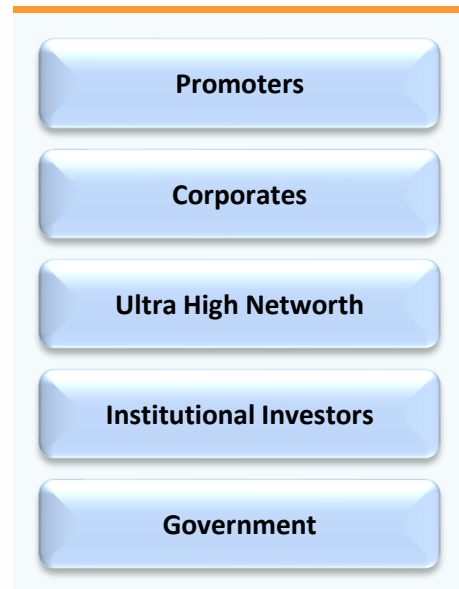 Promoters
Corporates
Ultra High Networth
Institutional Investors
Government